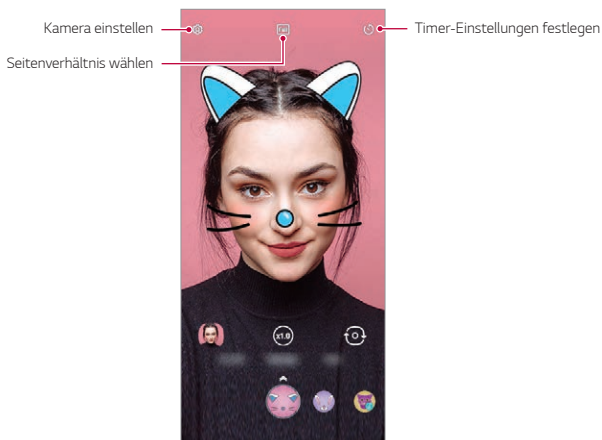 Kamera einstellen
Timer-Einstellungen festlegen
Seitenverhältnis wählen
x1.0